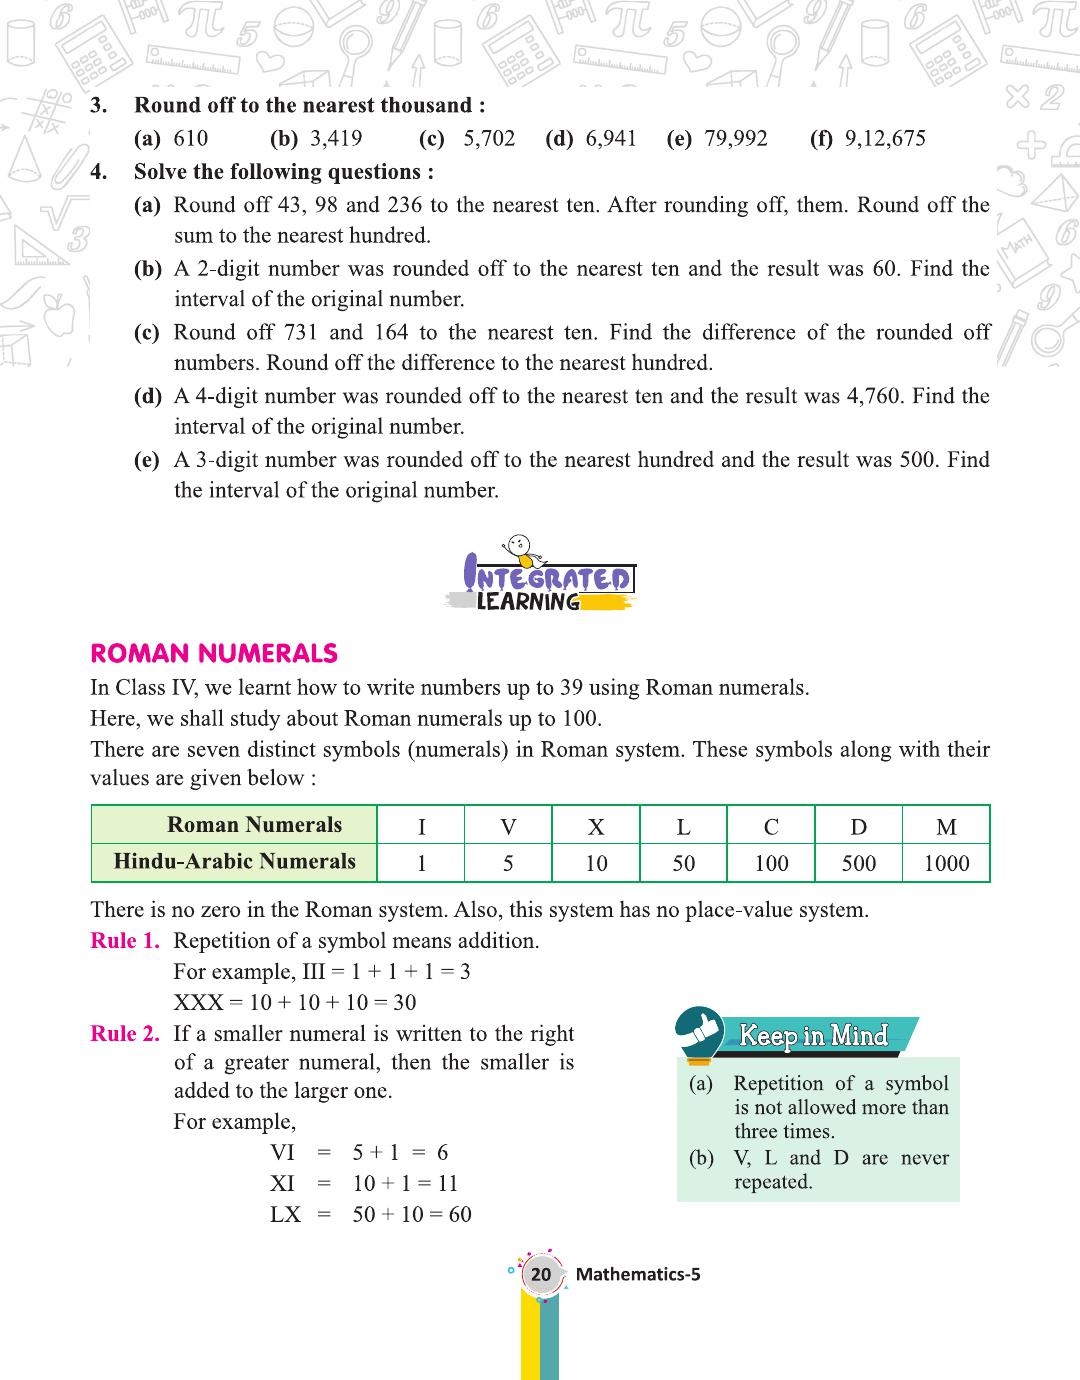 3. Round off to the nearest thousand :
(a) 610 (b) 3,419 (c) 5,702 (d) 6,941 (e) 79,992 (f) 9,12,675
4. Solve the following questions :
(a) Round off 43, 98 and 236 to the nearest ten. After rounding off, them. Round off the
sum to the nearest hundred.
(b) A 2-digit number was rounded off to the nearest ten and the result was 60. Find the
interval of the original number.
(c) Round off 731 and 164 to the nearest ten. Find the difference of the rounded off
numbers. Round off the difference to the nearest hundred.
(d) A 4-digit number was rounded off to the nearest ten and the result was 4,760. Find the
interval of the original number.
(e) A 3-digit number was rounded off to the nearest hundred and the result was 500. Find
the interval of the original number.
INTEGRATED
LEARNING
ROMAN NUMERALS
In Class IV, we learnt how to write numbers up to 39 using Roman numerals.
Here, we shall study about Roman numerals up to 100.
There are seven distinct symbols (numerals) in Roman system. These symbols along with their
values are given below :
Roman Numerals I V X L C D M
Hindu-Arabic Numerals 1 5 10 50 100 500 1000
There is no zero in the Roman system. Also, this system has no place-value system.
Rule 1. Repetition of a symbol means addition.
For example, III = 1 + 1 + 1 = 3
XXX = 10 + 10 + 10 = 30
Rule 2. If a smaller numeral is written to the right
of a greater numeral, then the smaller is
added to the larger one.
For example,
VI = 5 + 1 = 6
XI = 10 + 1 = 11
LX = 50 + 10 = 60
Keep in Mind
(a) Repetition of a symbol
is not allowed more than
three times.
(b) V, L and D are never
repeated.
20 Mathematics-5